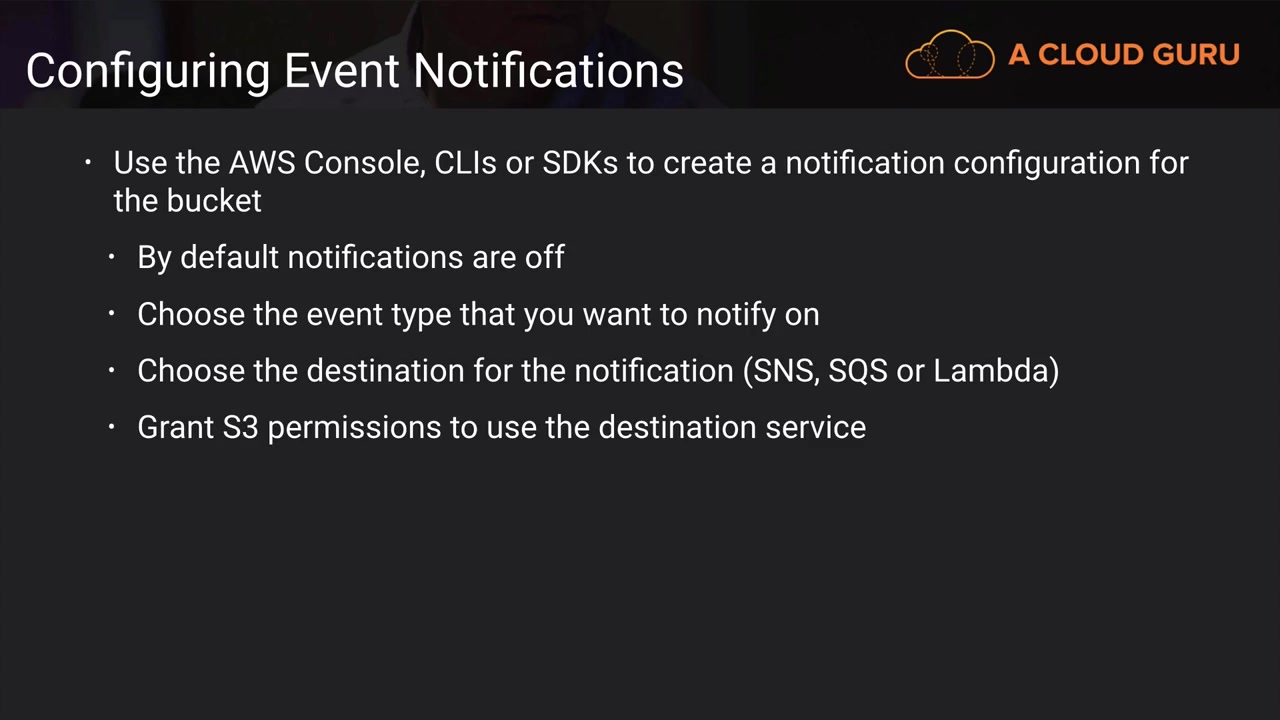 Configuring Event Notifications
A CLOUD GURU
• Use the AWS Console, CLIs or SDKs to create a notification configuration for
the bucket
• By default notifications are off
• Choose the event type that you want to notify on
• Choose the destination for the notification (SNS, SQS or Lambda)
• Grant S3 permissions to use the destination service